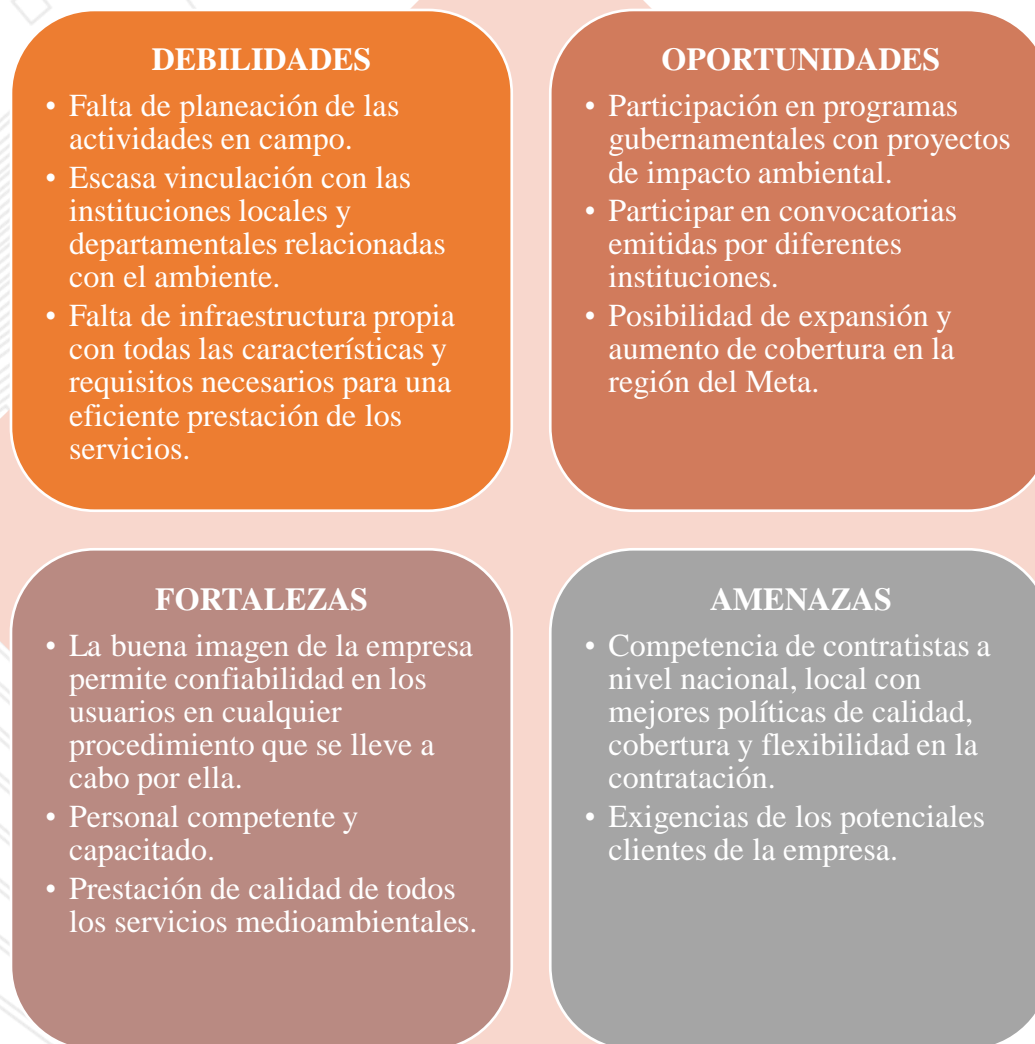 DEBILIDADES
• Falta de planeación de las
actividades en campo.
• Escasa vinculación con las
instituciones locales y
departamentales relacionadas
con el ambiente.
• Falta de infraestructura propia
con todas las características y
requisitos necesarios para una
eficiente prestación de los
servicios.
OPORTUNIDADES
• Participación en programas
gubernamentales con proyectos
de impacto ambiental.
• Participar en convocatorias
emitidas por diferentes
instituciones.
• Posibilidad de expansión y
aumento de cobertura en la
región del Meta.
FORTALEZAS
• La buena imagen de la empresa
permite confiabilidad en los
usuarios en cualquier
procedimiento que se lleve a
cabo por ella.
• Personal competente y
capacitado.
• Prestación de calidad de todos
los servicios medioambientales.
AMENAZAS
• Competencia de contratistas a
nivel nacional, local con
mejores políticas de calidad,
cobertura y flexibilidad en la
contratación.
• Exigencias de los potenciales
clientes de la empresa.